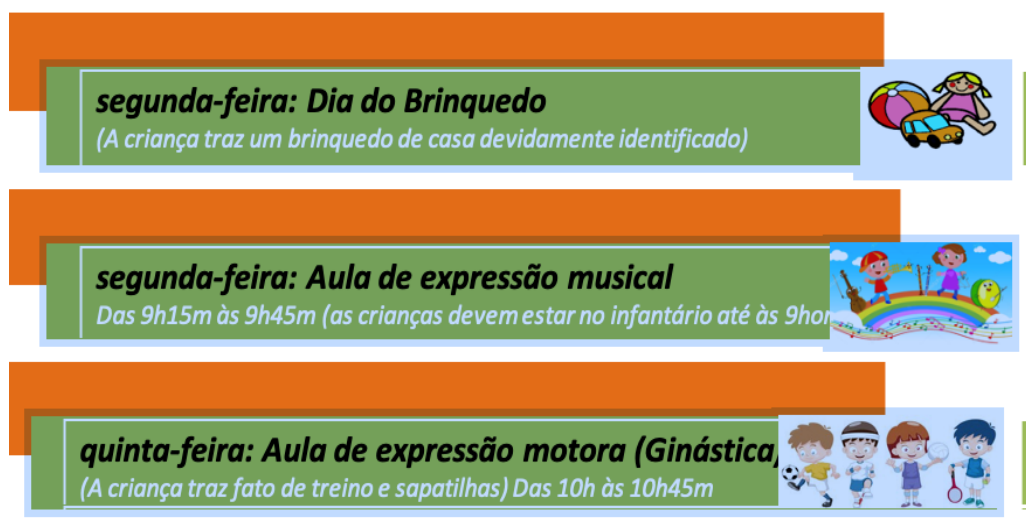 segunda-feira: Dia do Brinquedo
(A criança traz um brinquedo de casa devidamente identificado)
segunda-feira: Aula de expressão musical
Das 9h15m às 9h45m (as crianças devem estar no infantário até às 9hor
quinta-feira: Aula de expressão motora (Ginástica)
(A criança traz fato de treino e sapatilhas) Das 10h às 10h45m